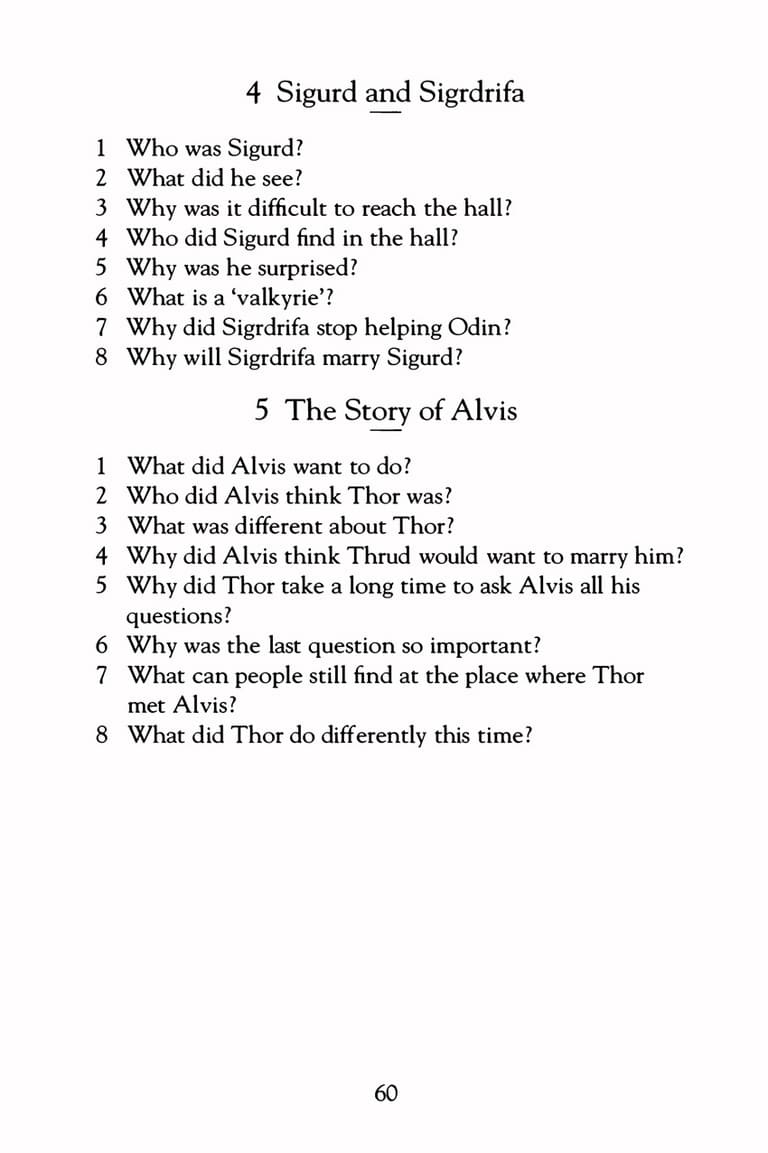 4 Sigurd and Sigrdrifa
1 Who was Sigurd?
2 What did he see?
3 Why was it difficult to reach the hall?
4 Who did Sigurd find in the hall?
5 Why was he surprised?
6 What is a ‘valkyrie’?
7 Why did Sigrdrifa stop helping Odin?
8 Why will Sigrdrifa marry Sigurd?
5 The Story of Alvis
1 What did Alvis want to do?
2 Who did Alvis think Thor was?
3 What was different about Thor?
4 Why did Alvis think Thrud would want to marry him?
5 Why did Thor take a long time to ask Alvis all his
questions?
6 Why was the last question so important?
7 What can people still find at the place where Thor
met Alvis?
8 What did Thor do differently this time?
60